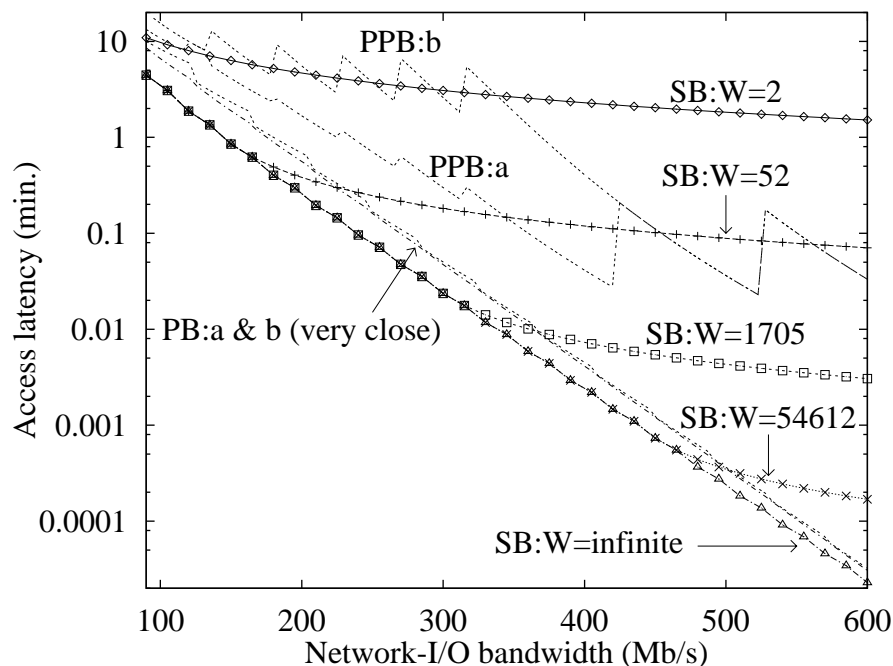 10
1
0.1
0.01
0.001
0.0001
Access latency (min.)
PPB:b
SB:W=2
PPB:a
SB:W=52
PB:a & b (very close)
SB:W=1705
SB:W=54612
SB:W=infinite
100 200 300 400 500 600
Network-I/O bandwidth (Mb/s)